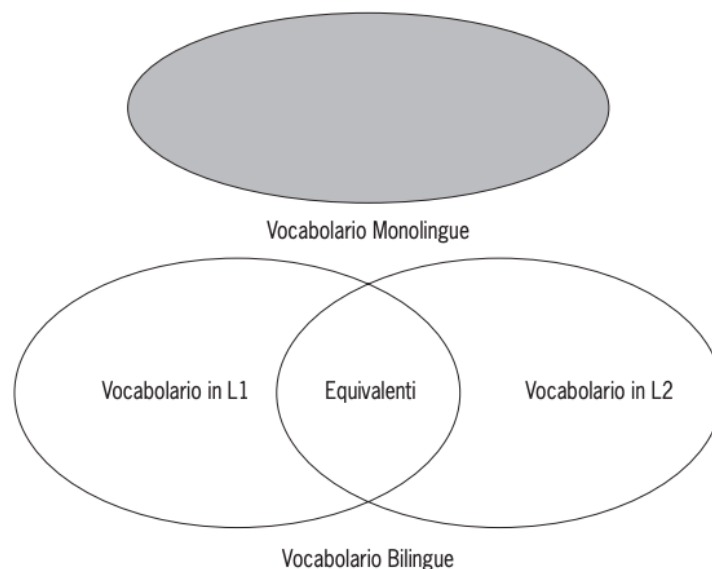 Vocabolario Monolingue
Vocabolario in L1
Equivalenti
Vocabolario in L2
Vocabolario Bilingue